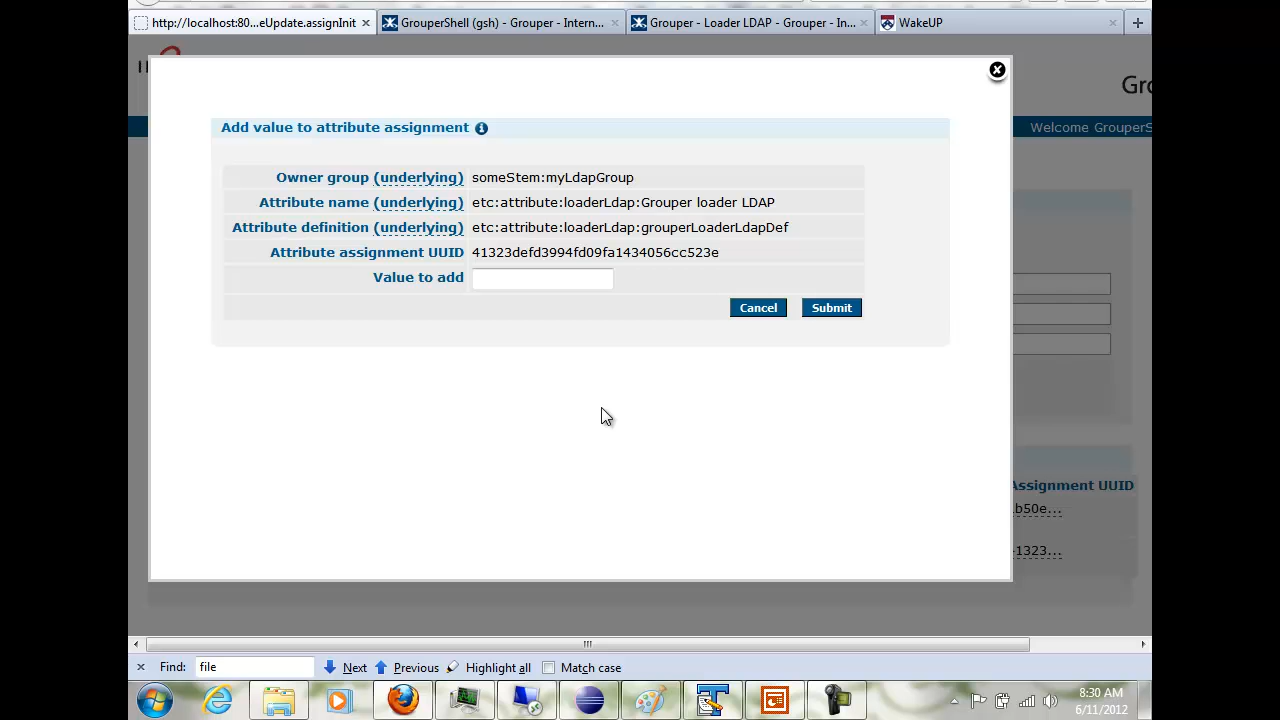 http://localhost:80...eUpdate.assignInit
GrouperShell (gsh) - Grouper - Intern...
Grouper - Loader LDAP - Grouper - In...
WakeUP
Gro
Welcome GrouperS
Add value to attribute assignment
Owner group (underlying) someStem:myLdapGroup
Attribute name (underlying) etc:attribute:loaderLdap:Grouper loader LDAP
Attribute definition (underlying) etc:attribute:loaderLdap:grouperLoaderLdapDef
Attribute assignment UUID 41323defd3994fd09fa1434056cc523e
Value to add
Cancel Submit
Assignment UUID
b50e...
-1323...
Find: file Next Previous Highlight all Match case
8:30 AM
6/11/2012